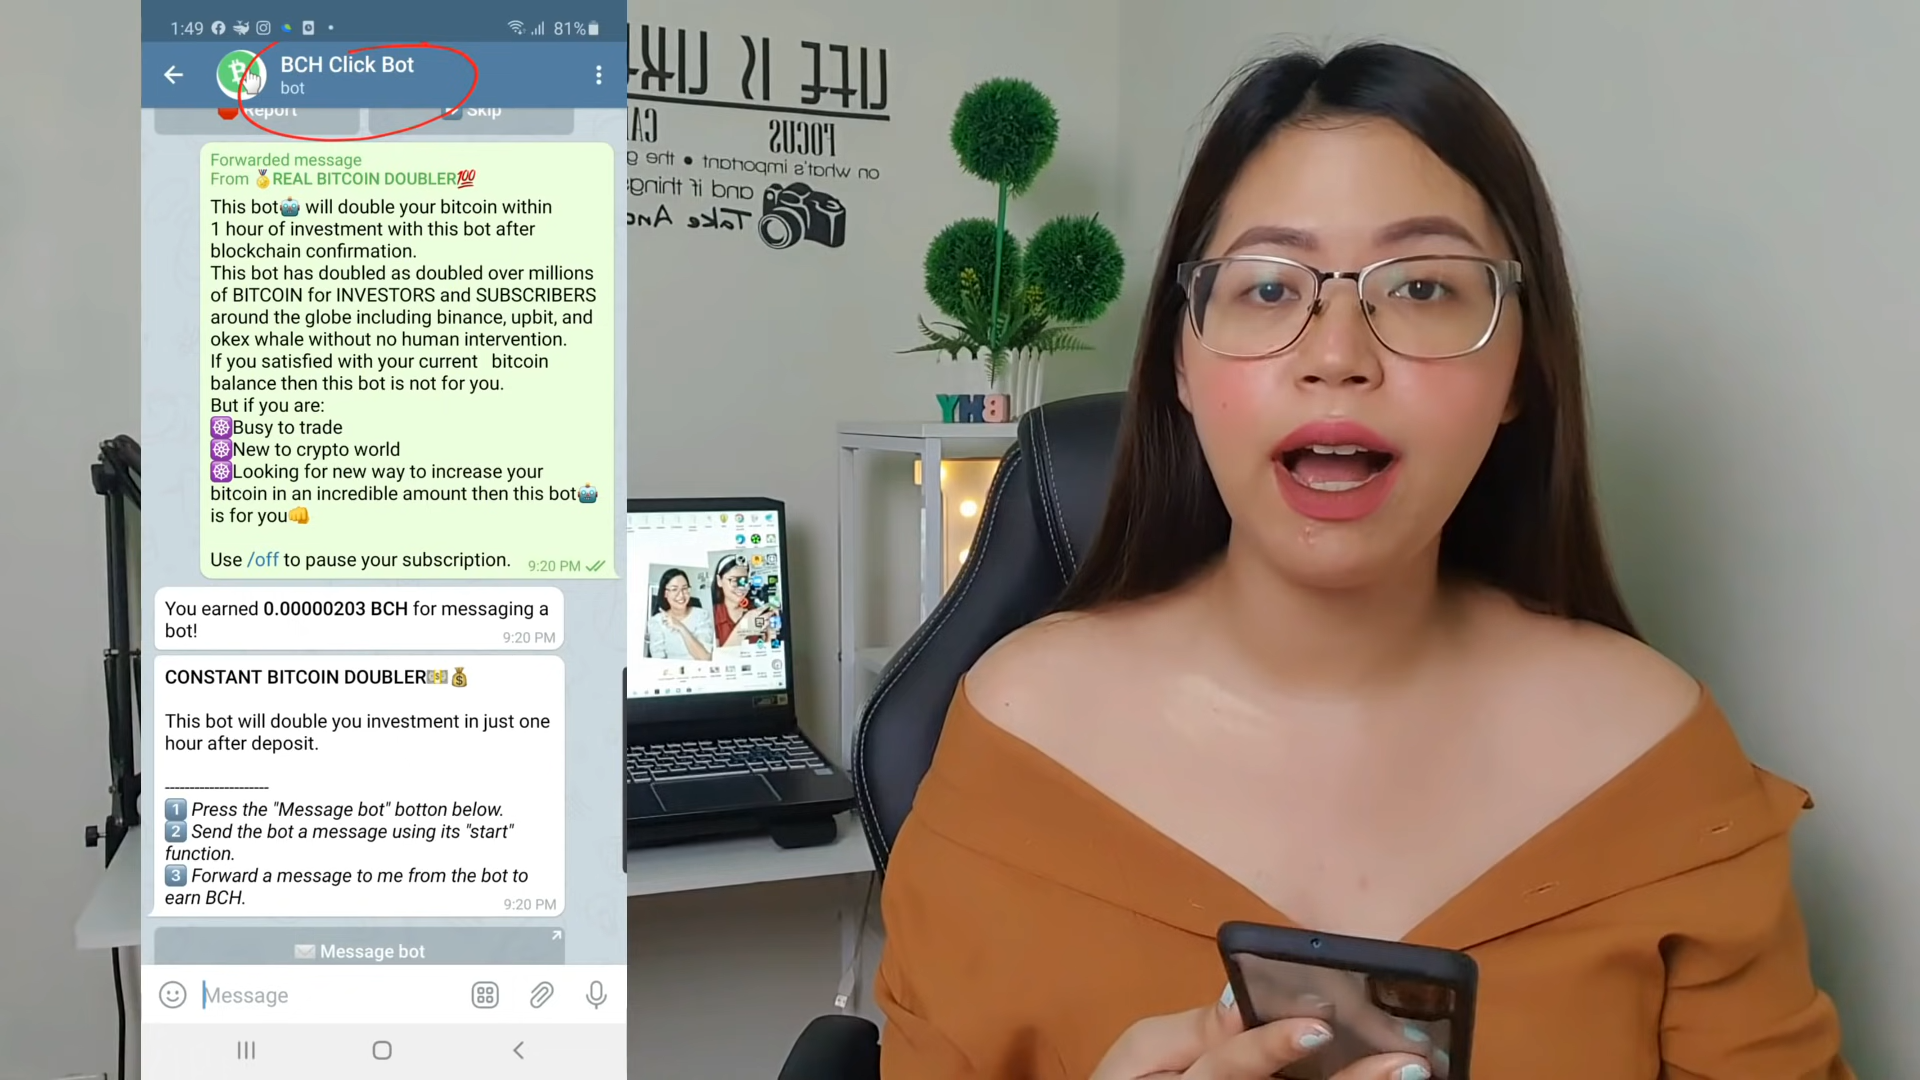 1:49
81%
BCH Click Bot
bot
Report
Skip
Forwarded message
From 🥇REAL BITCOIN DOUBLER💯
This bot🤖 will double your bitcoin within
1 hour of investment with this bot after
blockchain confirmation.
This bot has doubled as doubled over millions
of BITCOIN for INVESTORS and SUBSCRIBERS
around the globe including binance, upbit, and
okex whale without no human intervention.
If you satisfied with your current bitcoin
balance then this bot is not for you.
But if you are:
☸️Busy to trade
☸️New to crypto world
☸️Looking for new way to increase your
bitcoin in an incredible amount then this bot🤖
is for you👊
Use /off to pause your subscription.
9:20 PM
You earned 0.00000203 BCH for messaging a
bot!
9:20 PM
CONSTANT BITCOIN DOUBLER💵💰
This bot will double you investment in just one
hour after deposit.
---------------------
1️⃣ Press the "Message bot" botton below.
2️⃣ Send the bot a message using its "start"
function.
3️⃣ Forward a message to me from the bot to
earn BCH.
9:20 PM
✉️ Message bot
Message
LIFE IS LIK
FOCUS
on what's important • the g
and if things
Take Ano
BHY